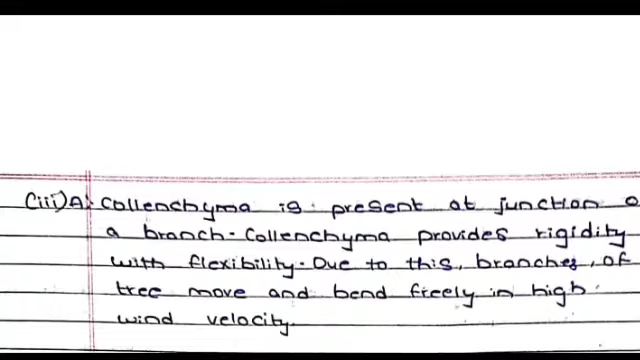 (iii) A: Collenchyma is present at junction o
a branch. Collenchyma provides rigidity
with flexibility. Due to this, branches, of
tree move and bend freely in high
wind velocity.